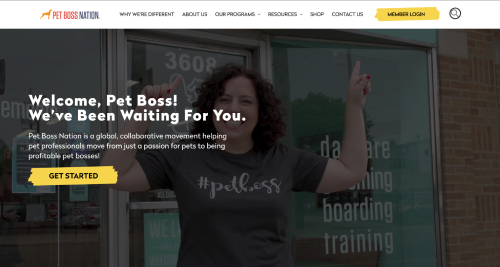 PET BOSS NATION.
WHY WE'RE DIFFERENT
ABOUT US
OUR PROGRAMS
RESOURCES
SHOP
CONTACT US
MEMBER LOGIN
3608
Welcome, Pet Boss!
We've Been Waiting For You.
Pet Boss Nation is a global, collaborative movement helping
pet professionals move from just a passion for pets to being
profitable pet bosses!
GET STARTED
#petboss
boarding
training